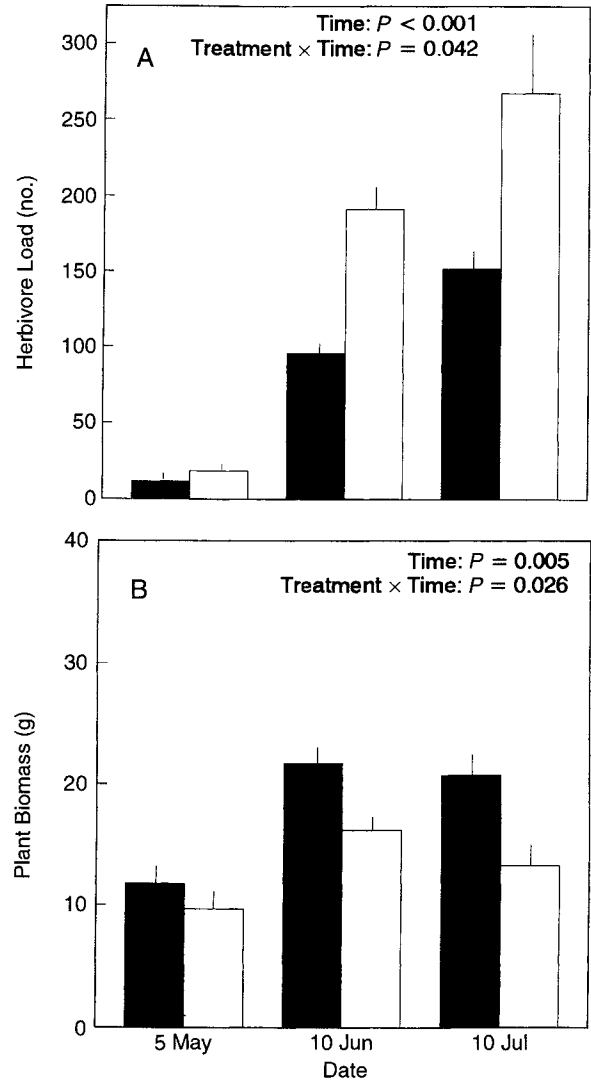 Time: P < 0.001
A
Treatment × Time: P = 0.042
300
250
200
150
100
50
0
Herbivore Load (no.)
40
Time: P = 0.005
B
Treatment × Time: P = 0.026
30
20
10
0
Plant Biomass (g)
5 May
10 Jun
10 Jul
Date